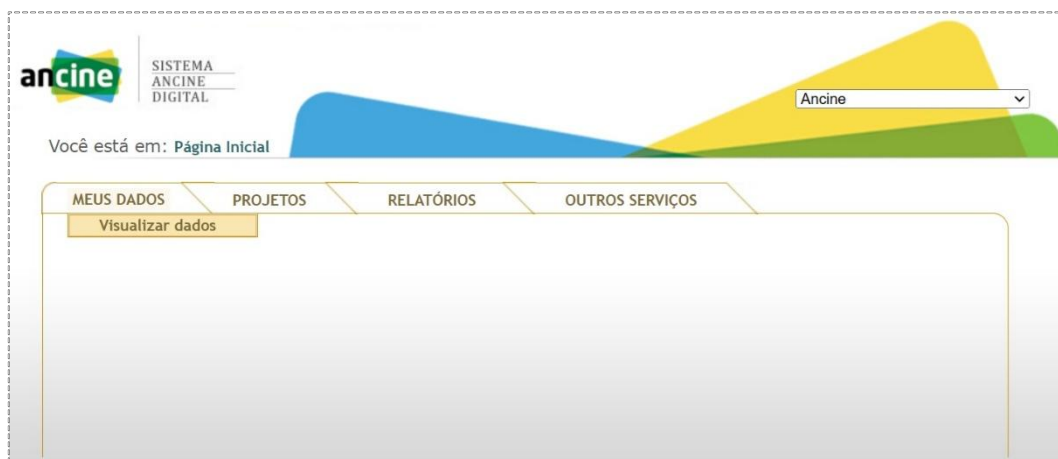 ancine
SISTEMA
ANCINE
DIGITAL
Ancine
Você está em: Página Inicial
MEUS DADOS PROJETOS RELATÓRIOS OUTROS SERVIÇOS
Visualizar dados